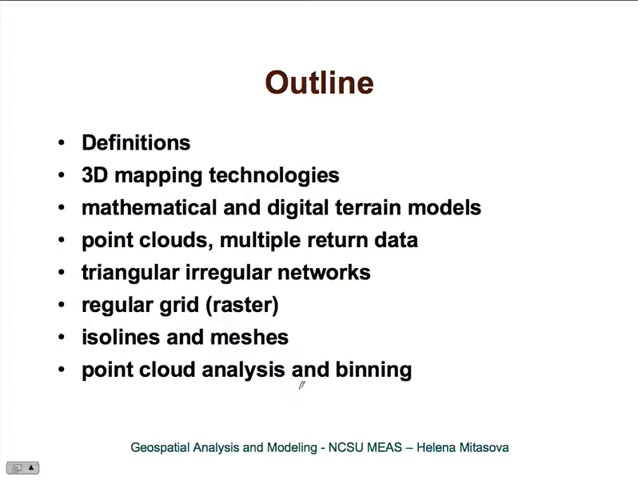 Outline
• Definitions
• 3D mapping technologies
• mathematical and digital terrain models
• point clouds, multiple return data
• triangular irregular networks
• regular grid (raster)
• isolines and meshes
• point cloud analysis and binning
Geospatial Analysis and Modeling - NCSU MEAS – Helena Mitasova